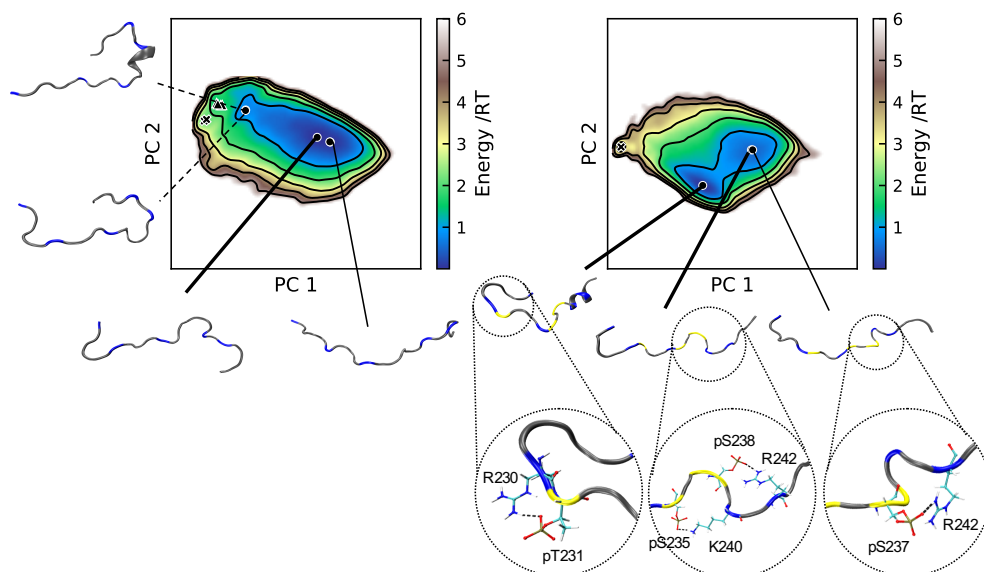 6
5
4
3
2
1
Energy /RT
PC 2
PC 1
6
5
4
3
2
1
Energy /RT
PC 2
PC 1
R230
pT231
pS238
R242
pS235
K240
pS237
R242